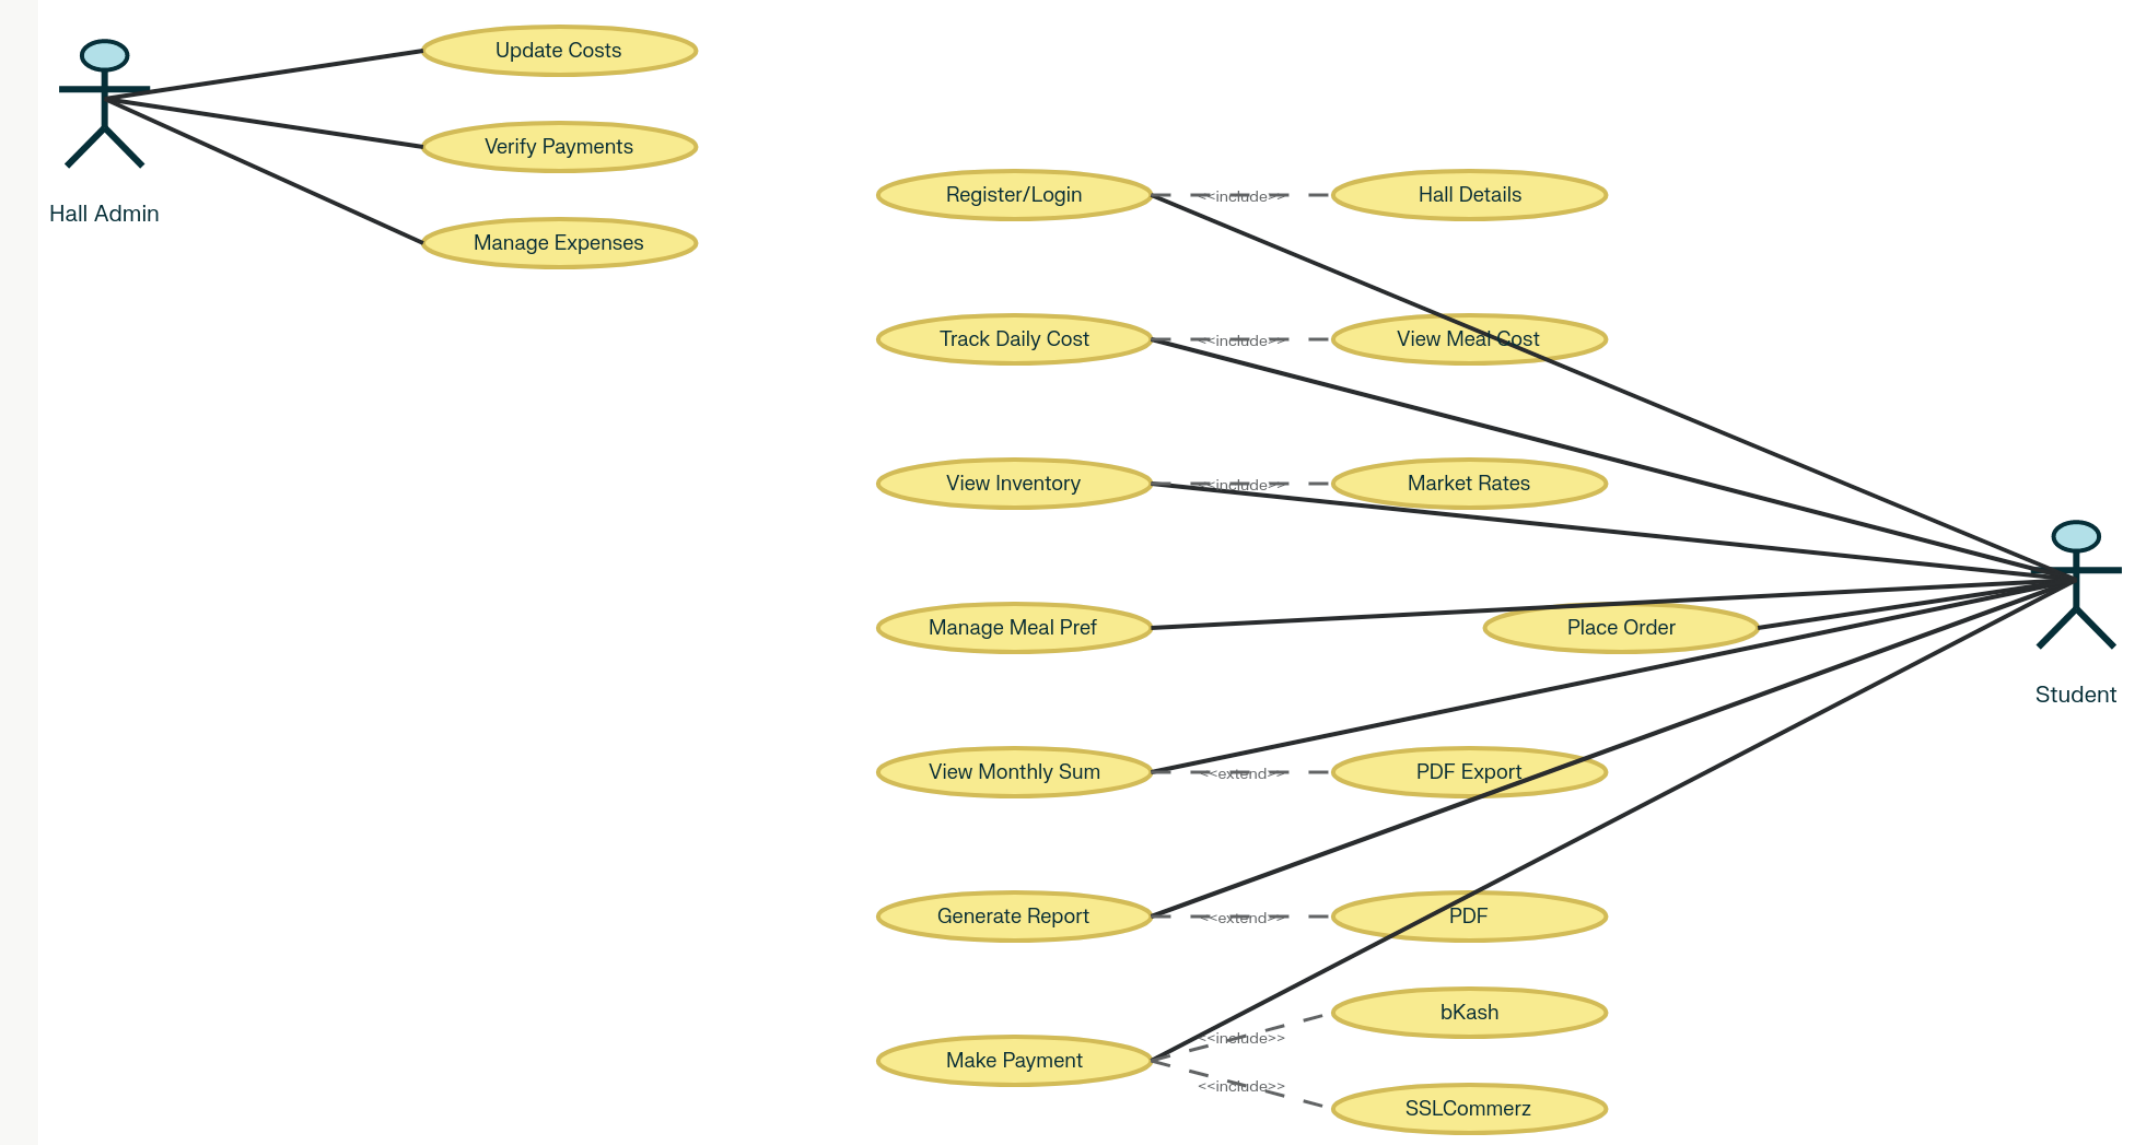 Update Costs
Verify Payments
Hall Admin
Manage Expenses
Register/Login
<<include>>
Hall Details
Track Daily Cost
<<include>>
View Meal Cost
View Inventory
<<include>>
Market Rates
Manage Meal Pref
Place Order
Student
View Monthly Sum
<<extend>>
PDF Export
Generate Report
<<extend>>
PDF
bKash
<<include>>
Make Payment
<<include>>
SSLCommerz